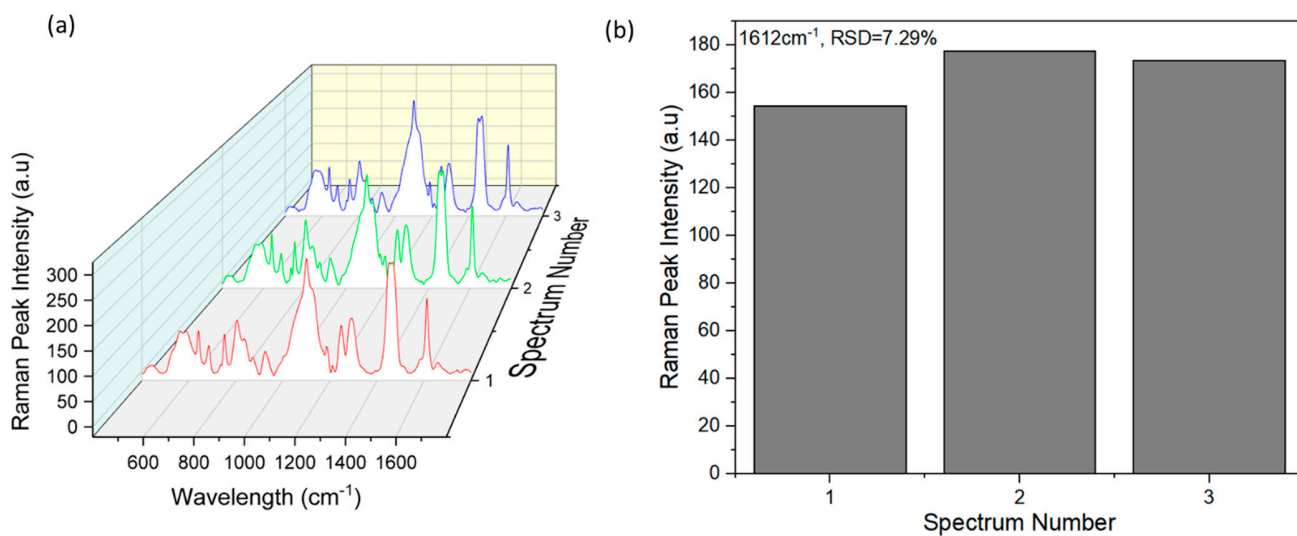 (a)
Raman Peak Intensity (a.u)
300
250
200
150
100
50
0
600 800 1000 1200 1400 1600
Wavelength (cm⁻¹)
1
2
3
Spectrum Number
(b)
1612cm⁻¹, RSD=7.29%
Raman Peak Intensity (a.u)
180
160
140
120
100
80
60
40
20
0
1 2 3
Spectrum Number